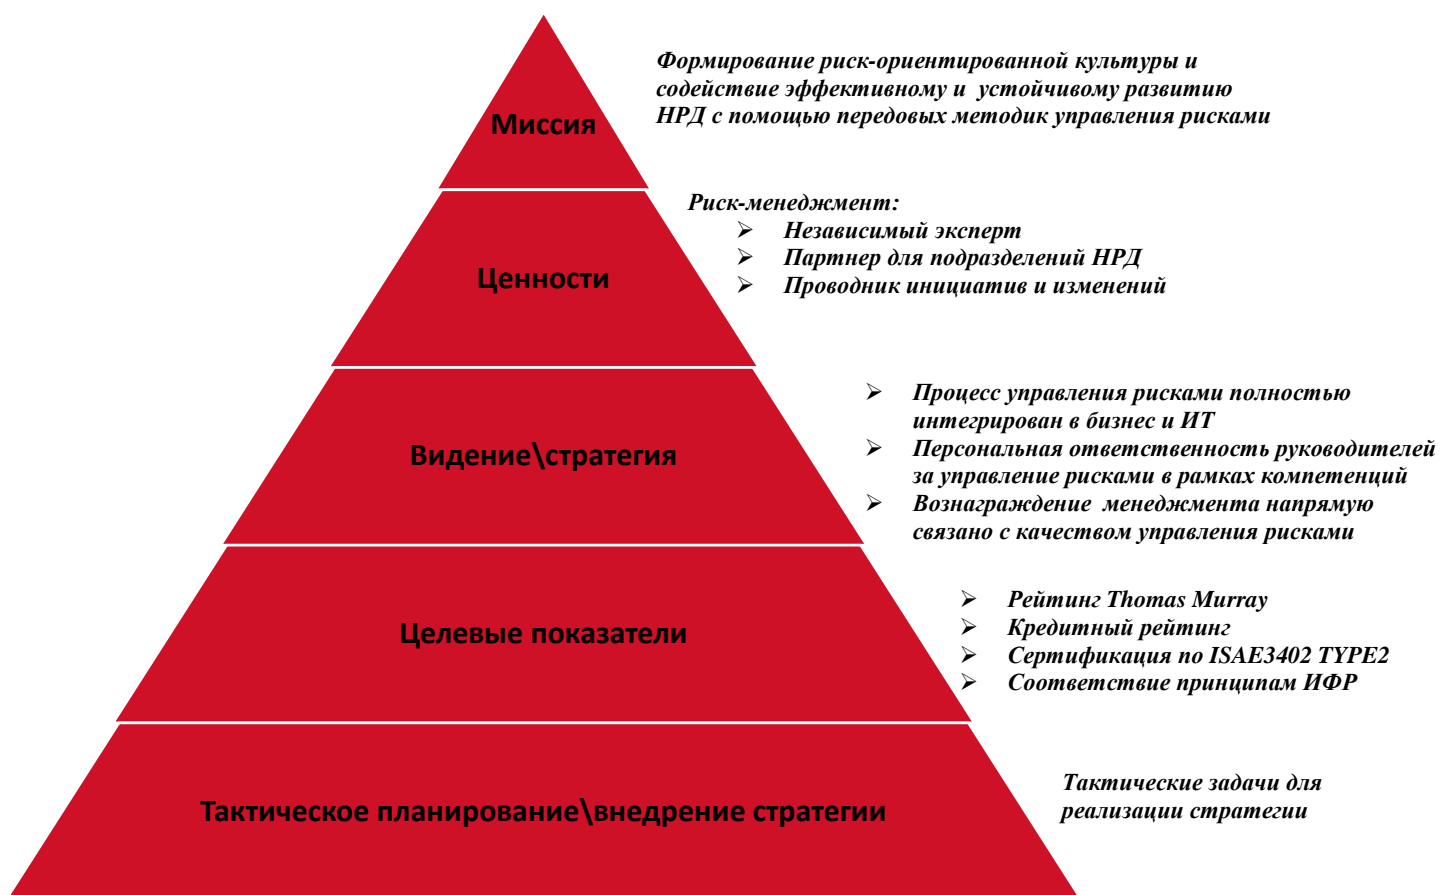 Формирование риск-ориентированной культуры и
содействие эффективному и устойчивому развитию
НРД с помощью передовых методик управления рисками
Миссия
Риск-менеджмент:
➢ Независимый эксперт
➢ Партнер для подразделений НРД
➢ Проводник инициатив и изменений
Ценности
➢ Процесс управления рисками полностью
интегрирован в бизнес и ИТ
➢ Персональная ответственность руководителей
за управление рисками в рамках компетенций
➢ Вознаграждение менеджмента напрямую
связано с качеством управления рисками
Видение\стратегия
➢ Рейтинг Thomas Murray
➢ Кредитный рейтинг
➢ Сертификация по ISAE3402 TYPE2
➢ Соответствие принципам ИФР
Целевые показатели
Тактические задачи для
реализации стратегии
Тактическое планирование\внедрение стратегии